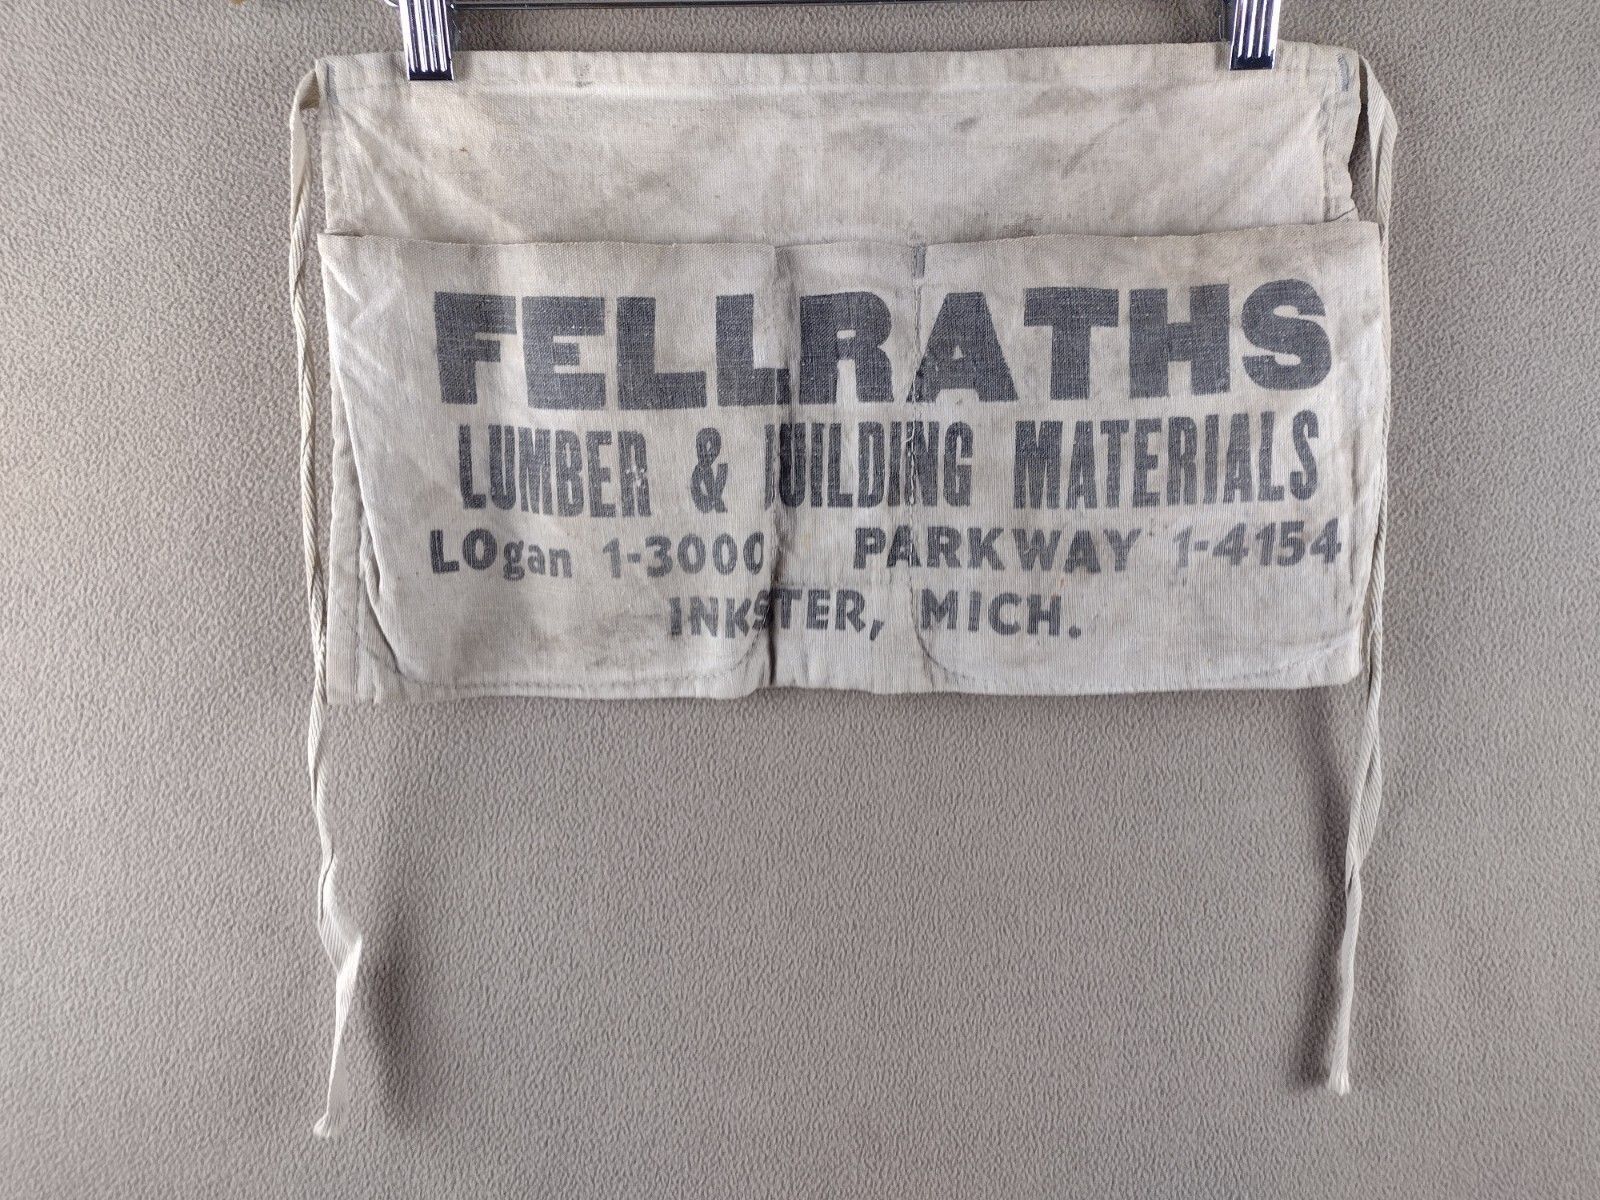 FELLRATHS
LUMBER & BUILDING MATERIALS
LOgan 1-3000 PARKWAY 1-4154
INKSTER, MICH.